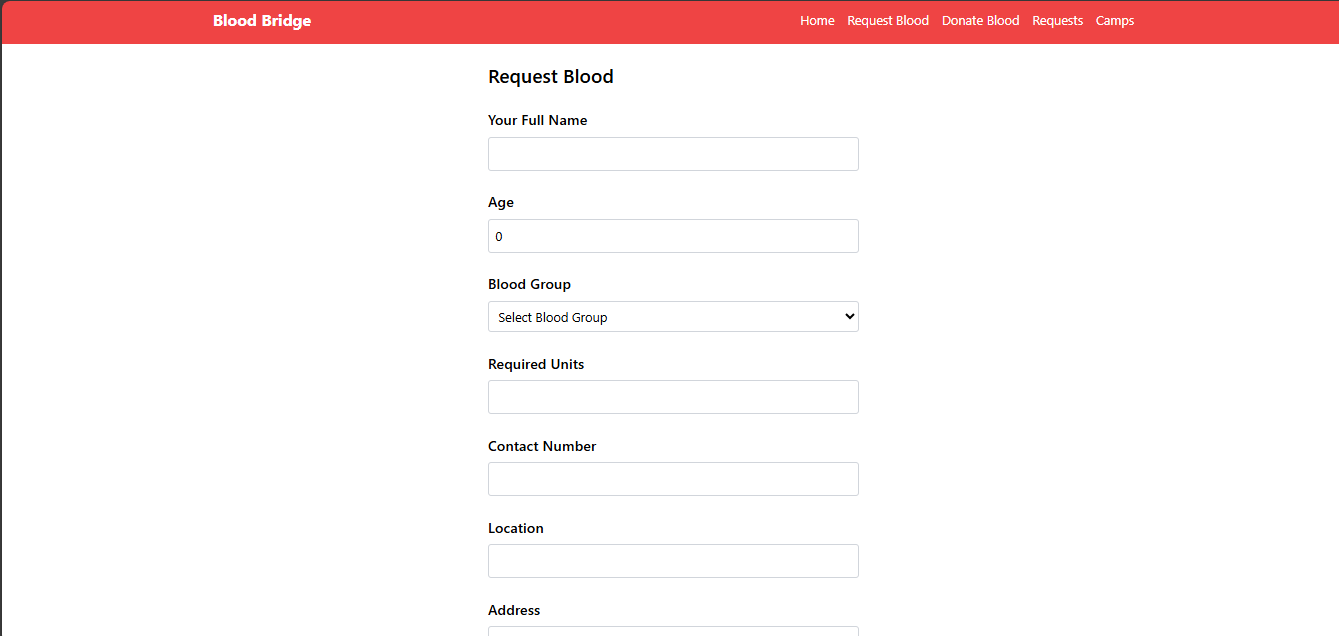 Blood Bridge Home Request Blood Donate Blood Requests Camps
Request Blood
Your Full Name
Age
0
Blood Group
Select Blood Group
Required Units
Contact Number
Location
Address